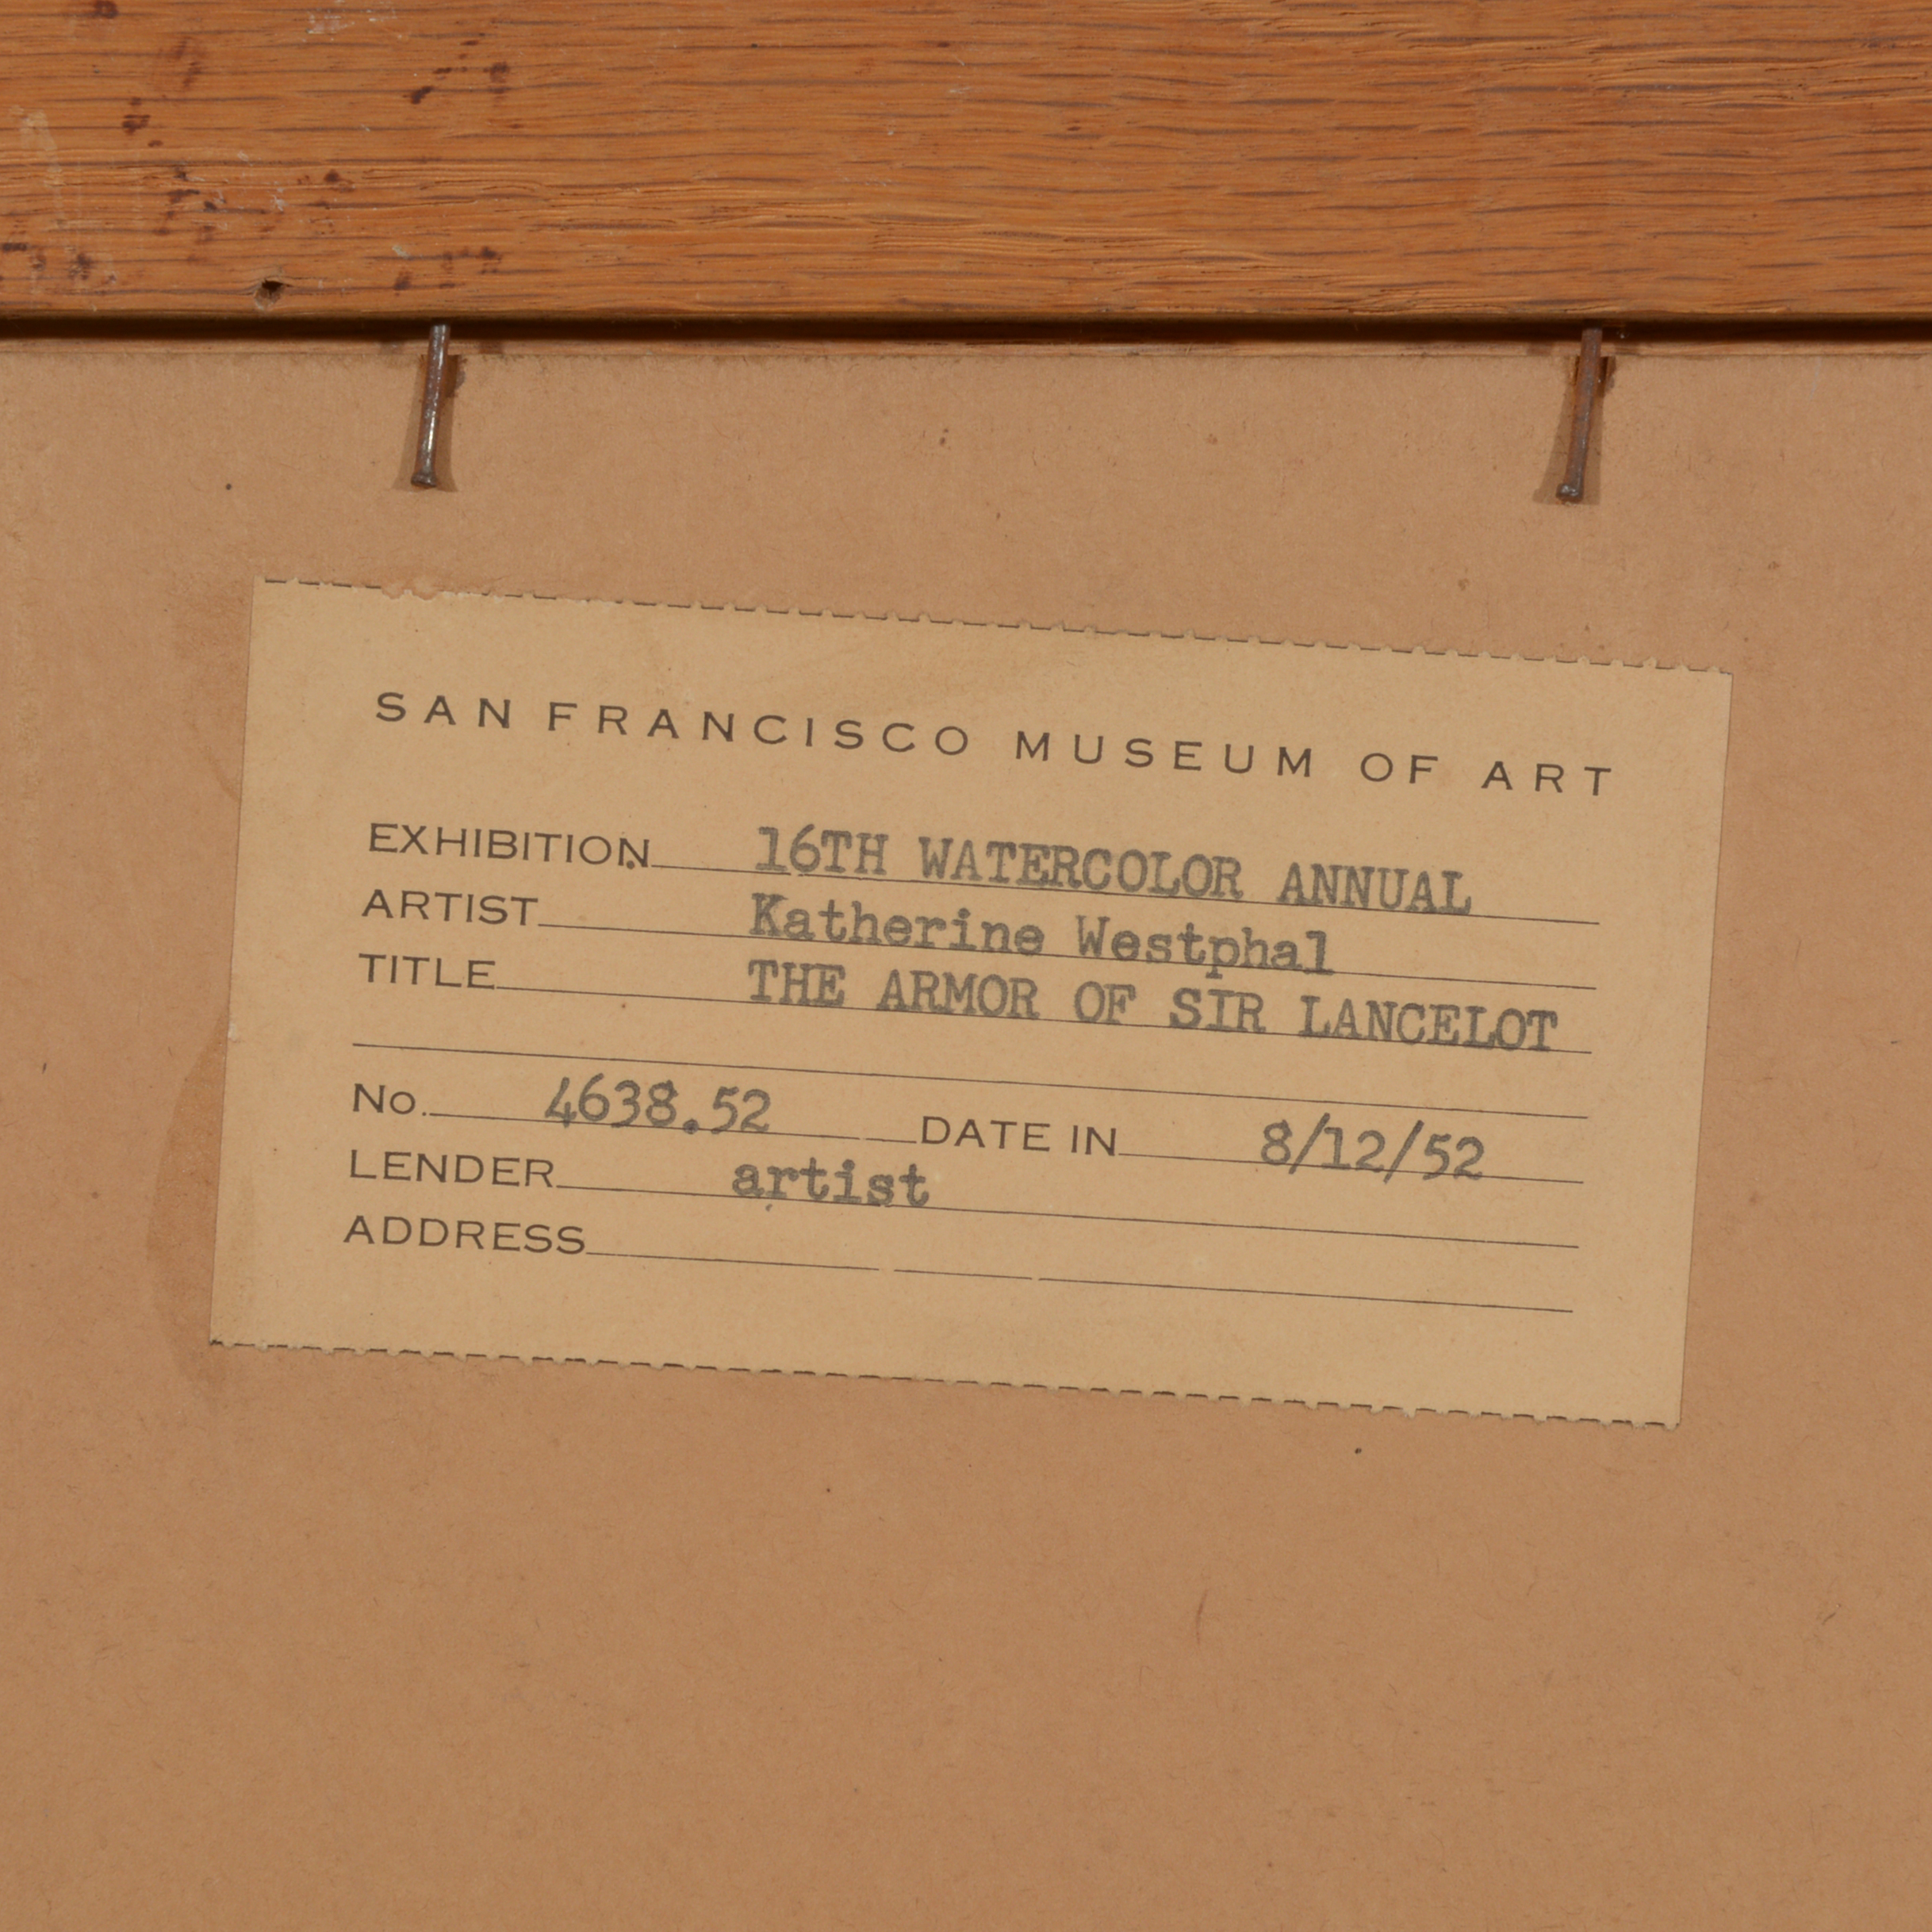 SAN FRANCISCO MUSEUM OF ART
EXHIBITION 16TH WATERCOLOR ANNUAL
ARTIST Katherine Westphal
TITLE THE ARMOR OF SIR LANCELOT
No. 4638.52 DATE IN 8/12/52
LENDER artist
ADDRESS